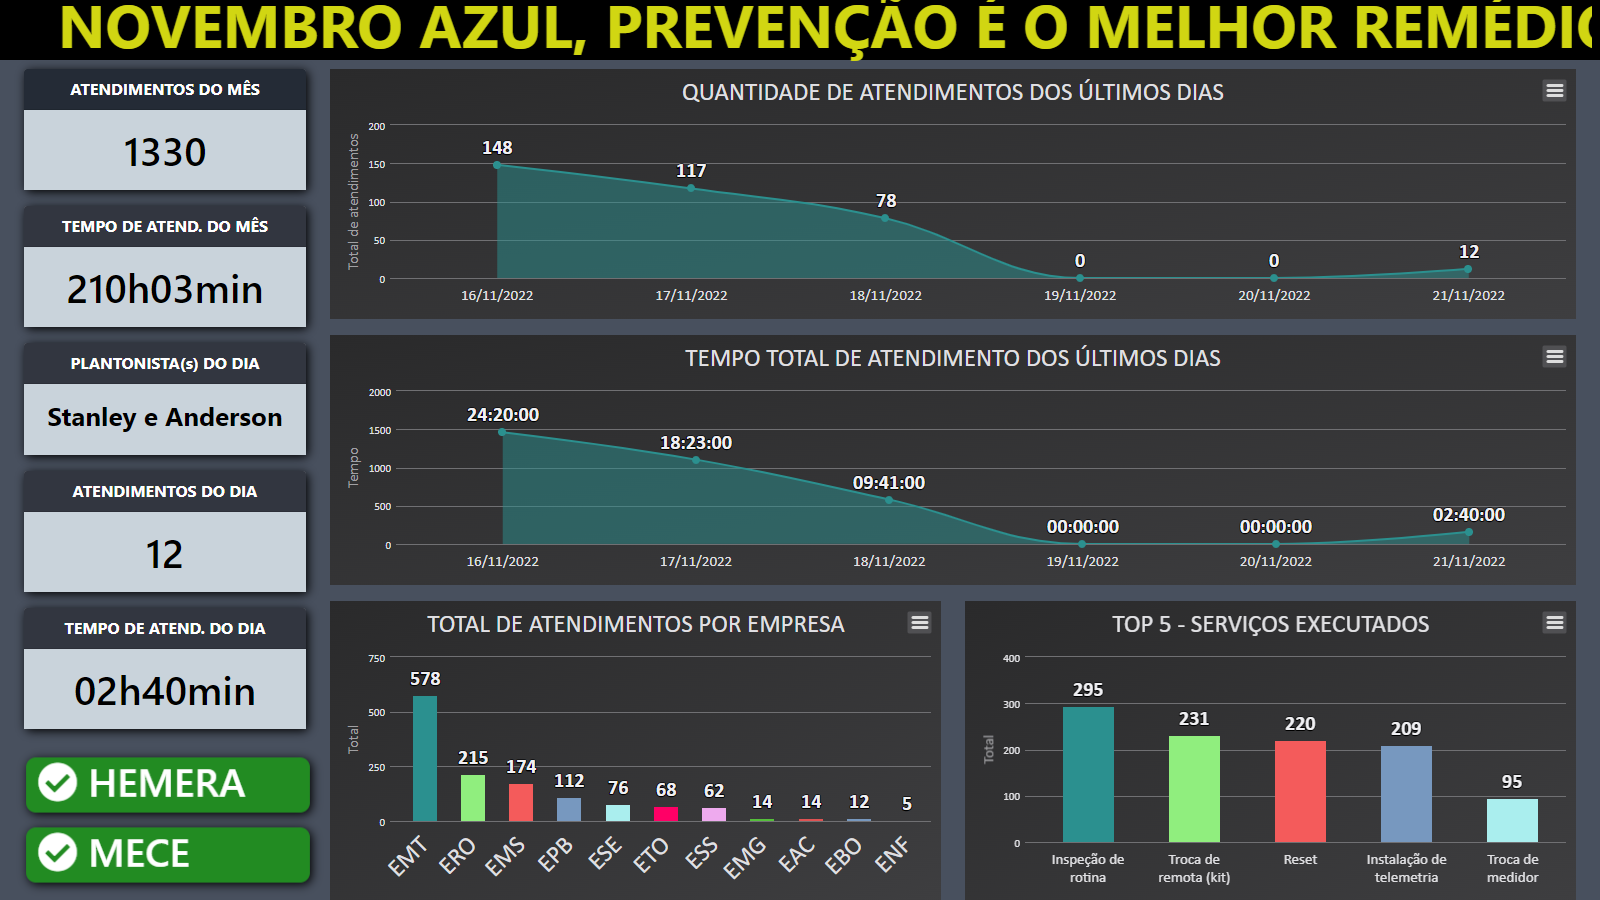 NOVEMBRO AZUL, PREVENÇÃO É O MELHOR REMÉDIO
ATENDIMENTOS DO MÊS
1330
TEMPO DE ATEND. DO MÊS
210h03min
PLANTONISTA(s) DO DIA
Stanley e Anderson
ATENDIMENTOS DO DIA
12
TEMPO DE ATEND. DO DIA
02h40min
HEMERA
MECE
QUANTIDADE DE ATENDIMENTOS DOS ÚLTIMOS DIAS
Total de atendimentos
200
150
100
50
0
148
117
78
0
0
12
16/11/2022
17/11/2022
18/11/2022
19/11/2022
20/11/2022
21/11/2022
TEMPO TOTAL DE ATENDIMENTO DOS ÚLTIMOS DIAS
Tempo
2000
1500
1000
500
0
24:20:00
18:23:00
09:41:00
00:00:00
00:00:00
02:40:00
16/11/2022
17/11/2022
18/11/2022
19/11/2022
20/11/2022
21/11/2022
TOTAL DE ATENDIMENTOS POR EMPRESA
Total
750
500
250
0
578
215
174
112
76
68
62
14
14
12
5
EMT
ERO
EMS
EPB
ESE
ETO
ESS
EMG
EAC
EBO
ENF
TOP 5 - SERVIÇOS EXECUTADOS
Total
400
300
200
100
0
295
231
220
209
95
Inspeção de
rotina
Troca de
remota (kit)
Reset
Instalação de
telemetria
Troca de
medidor